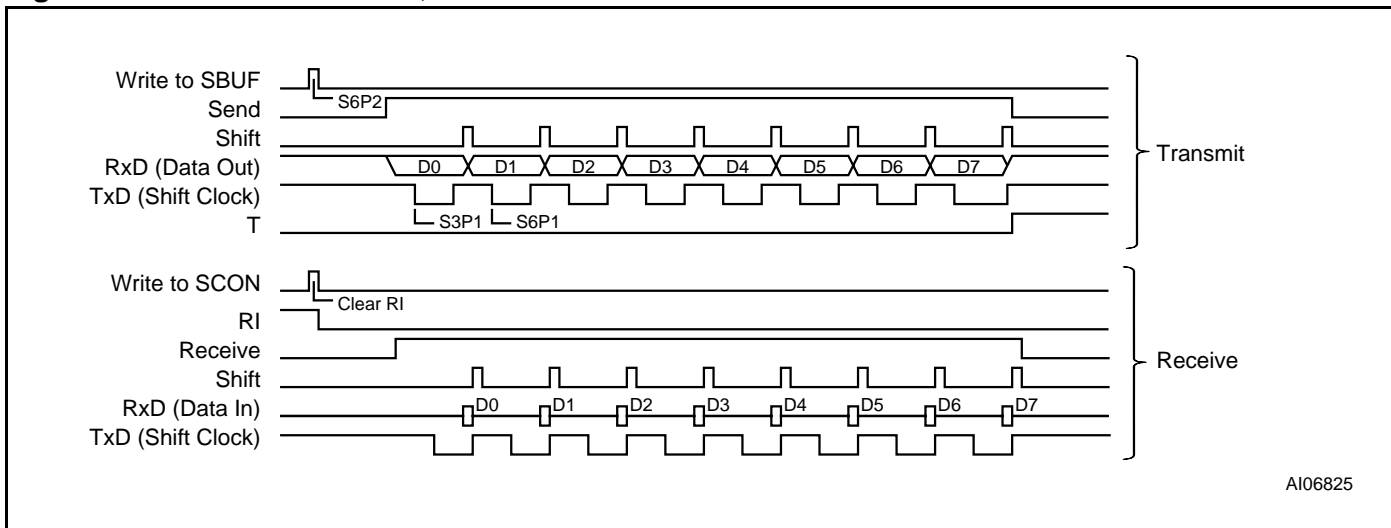 Write to SBUF
S6P2
Send
Shift
RxD (Data Out) D0 D1 D2 D3 D4 D5 D6 D7
TxD (Shift Clock)
S3P1 S6P1
T
Transmit
Write to SCON
Clear RI
RI
Receive
Shift
RxD (Data In) D0 D1 D2 D3 D4 D5 D6 D7
TxD (Shift Clock)
Receive
AI06825